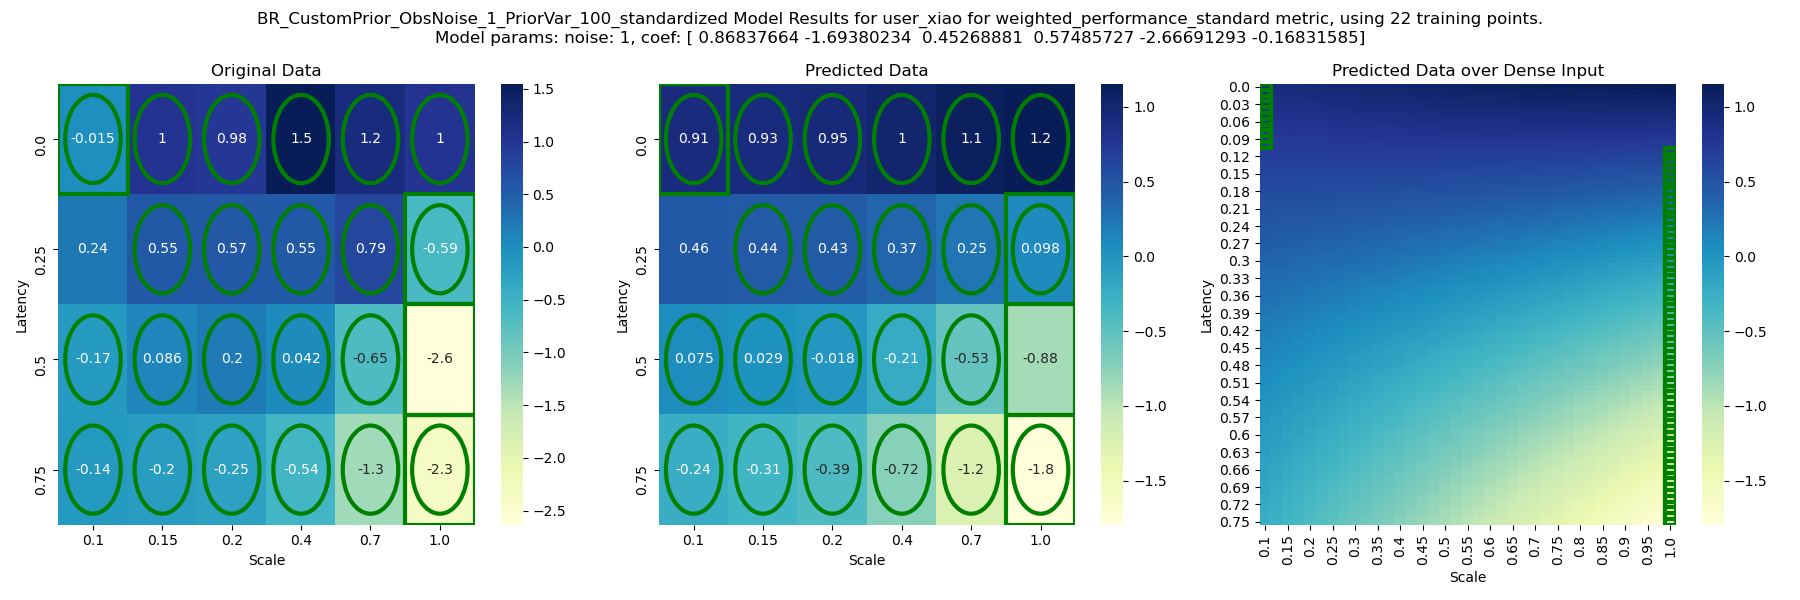 BR_CustomPrior_ObsNoise_1_PriorVar_100_standardized Model Results for user_xiao for weighted_performance_standard metric, using 22 training points.
Model params: noise: 1, coef: [ 0.86837664 -1.69380234  0.45268881  0.57485727 -2.66691293 -0.16831585]
Original Data
-0.015 1 0.98 1.5 1.2 1
0.24 0.55 0.57 0.55 0.79 -0.59
-0.17 0.086 0.2 0.042 -0.65 -2.6
-0.14 -0.2 -0.25 -0.54 -1.3 -2.3
0.0
0.25
0.5
0.75
Latency
0.1 0.15 0.2 0.4 0.7 1.0
Scale
1.5
1.0
0.5
0.0
−0.5
−1.0
−1.5
−2.0
−2.5
Predicted Data
0.91 0.93 0.95 1 1.1 1.2
0.46 0.44 0.43 0.37 0.25 0.098
0.075 0.029 -0.018 -0.21 -0.53 -0.88
-0.24 -0.31 -0.39 -0.72 -1.2 -1.8
0.0
0.25
0.5
0.75
Latency
0.1 0.15 0.2 0.4 0.7 1.0
Scale
1.0
0.5
0.0
−0.5
−1.0
−1.5
Predicted Data over Dense Input
0.0
0.03
0.06
0.09
0.12
0.15
0.18
0.21
0.24
0.27
0.3
0.33
0.36
0.39
0.42
0.45
0.48
0.51
0.54
0.57
0.6
0.63
0.66
0.69
0.72
0.75
Latency
0.1 0.15 0.2 0.25 0.3 0.35 0.4 0.45 0.5 0.55 0.6 0.65 0.7 0.75 0.8 0.85 0.9 0.95 1.0
Scale
1.0
0.5
0.0
−0.5
−1.0
−1.5